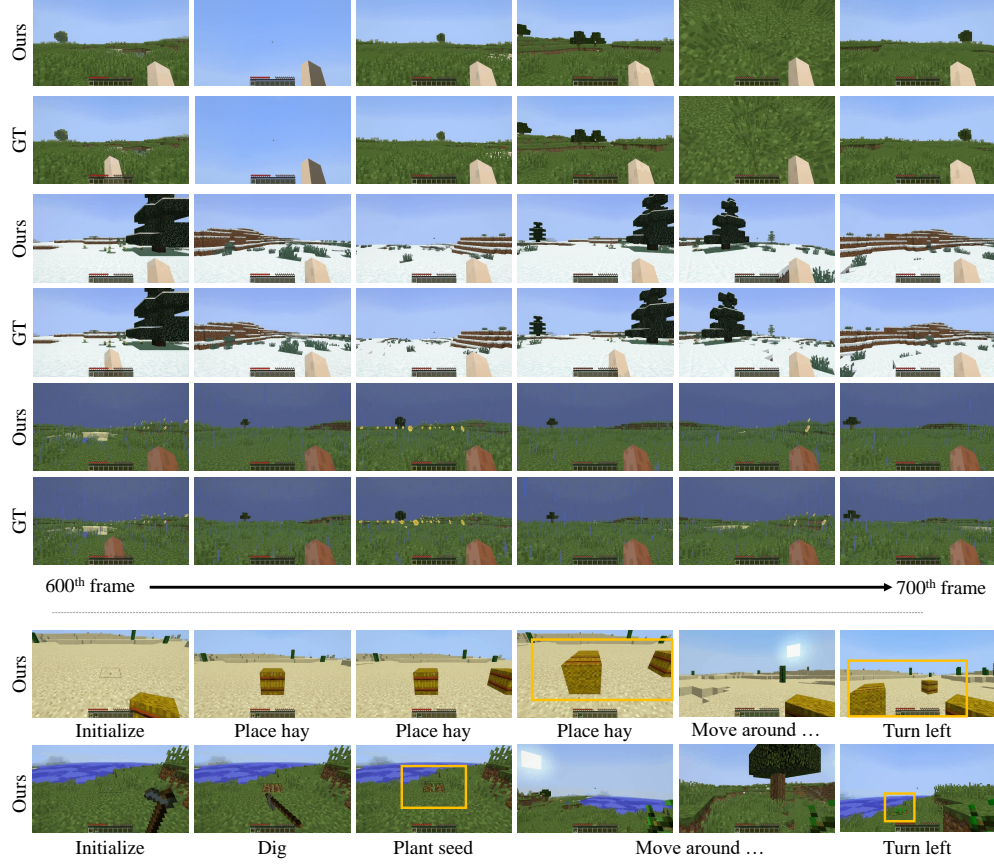 Ours
GT
Ours
GT
Ours
GT
600th frame 700th frame
Ours
Initialize Place hay Place hay Place hay Move around … Turn left
Ours
Initialize Dig Plant seed Move around … Turn left